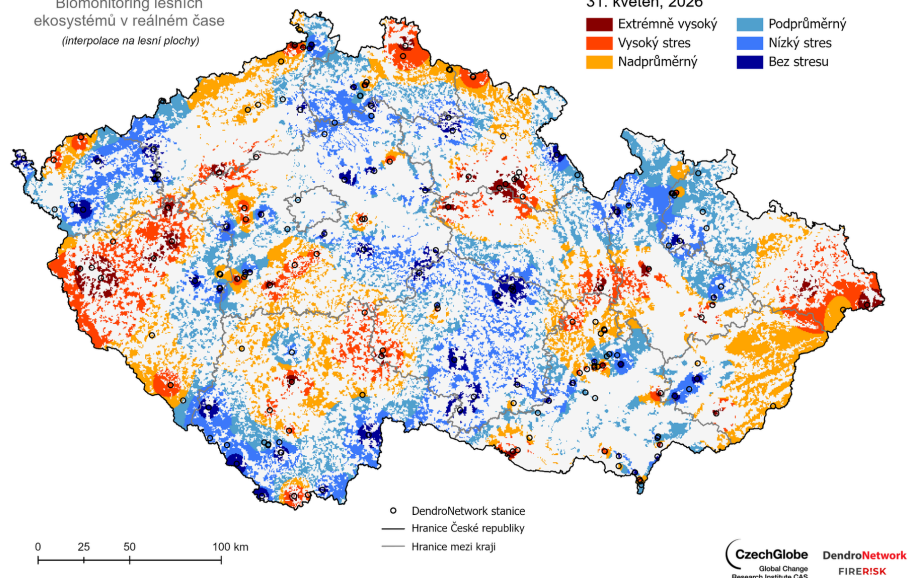 Biomonitoring lesních
ekosystémů v reálném čase
(interpolace na lesní plochy)
31. květen, 2026
Extrémně vysoký
Podprůměrný
Vysoký stres
Nízký stres
Nadprůměrný
Bez stresu
DendroNetwork stanice
Hranice České republiky
Hranice mezi kraji
0 25 50 100 km
CzechGlobe
Global Change
Research Institute CAS
DendroNetwork
FIRER!SK